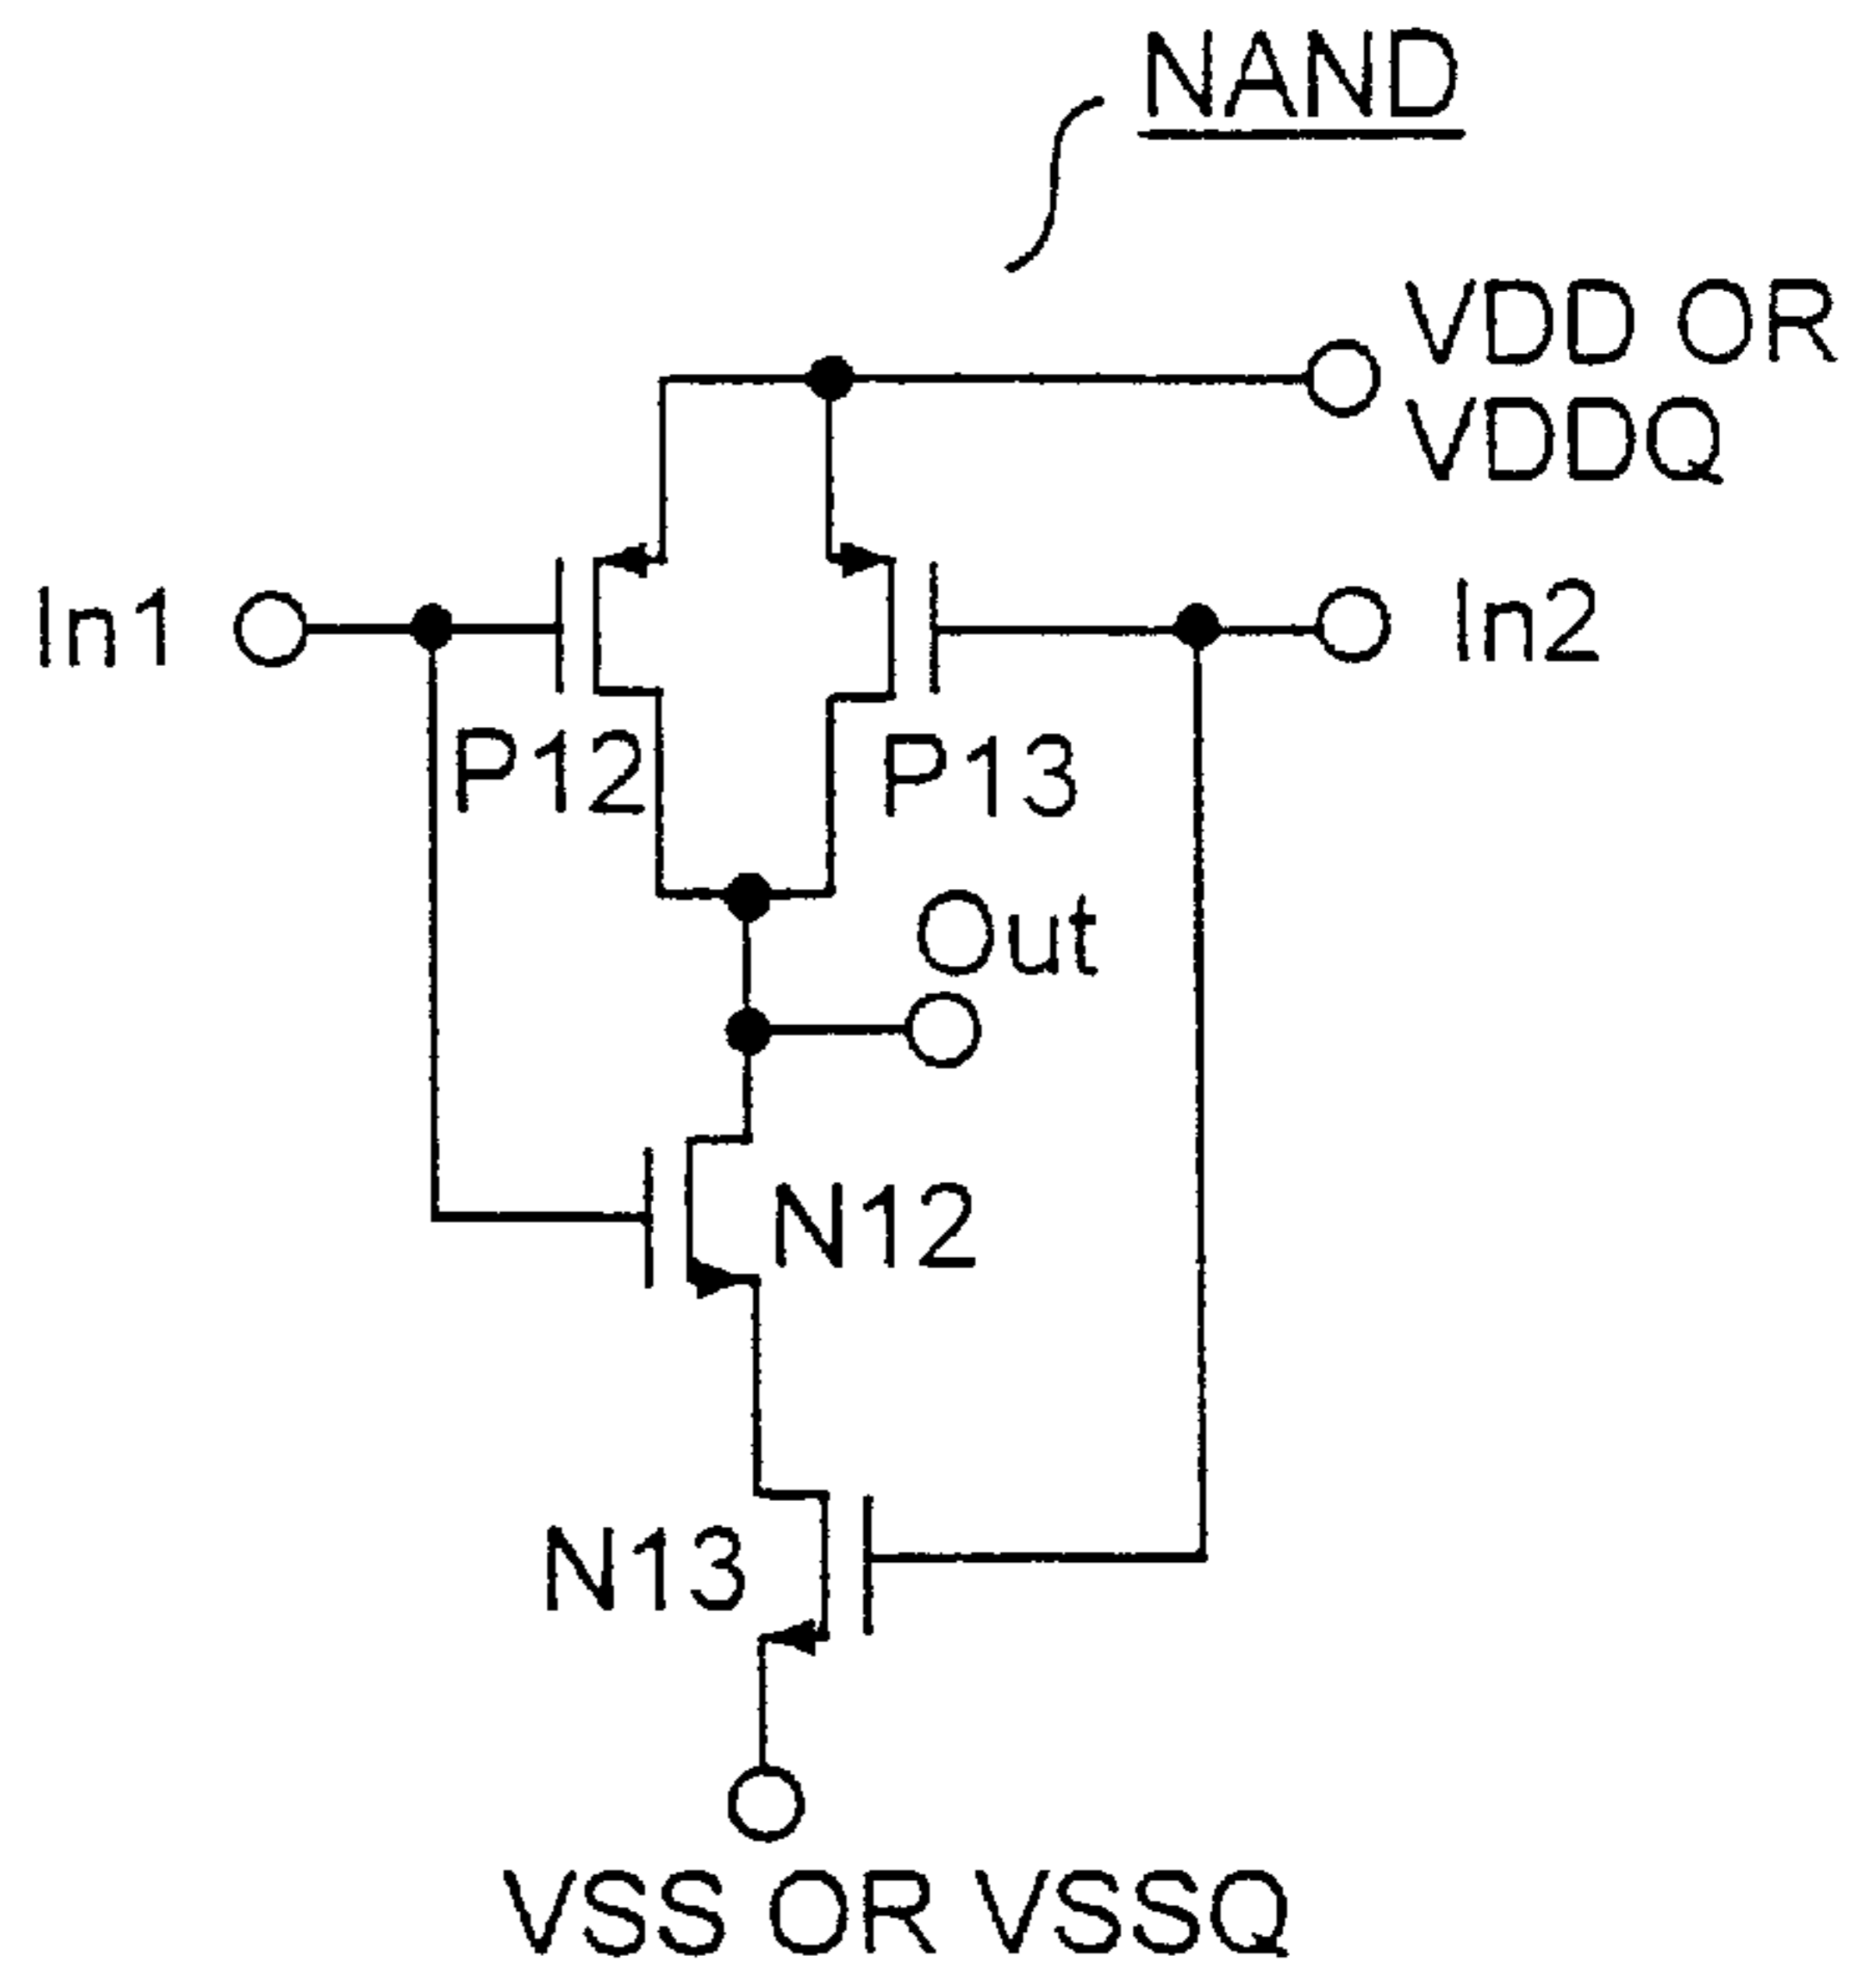 NAND
VDD OR
VDDQ
In1
In2
P12
P13
Out
N12
N13
VSS OR VSSQ